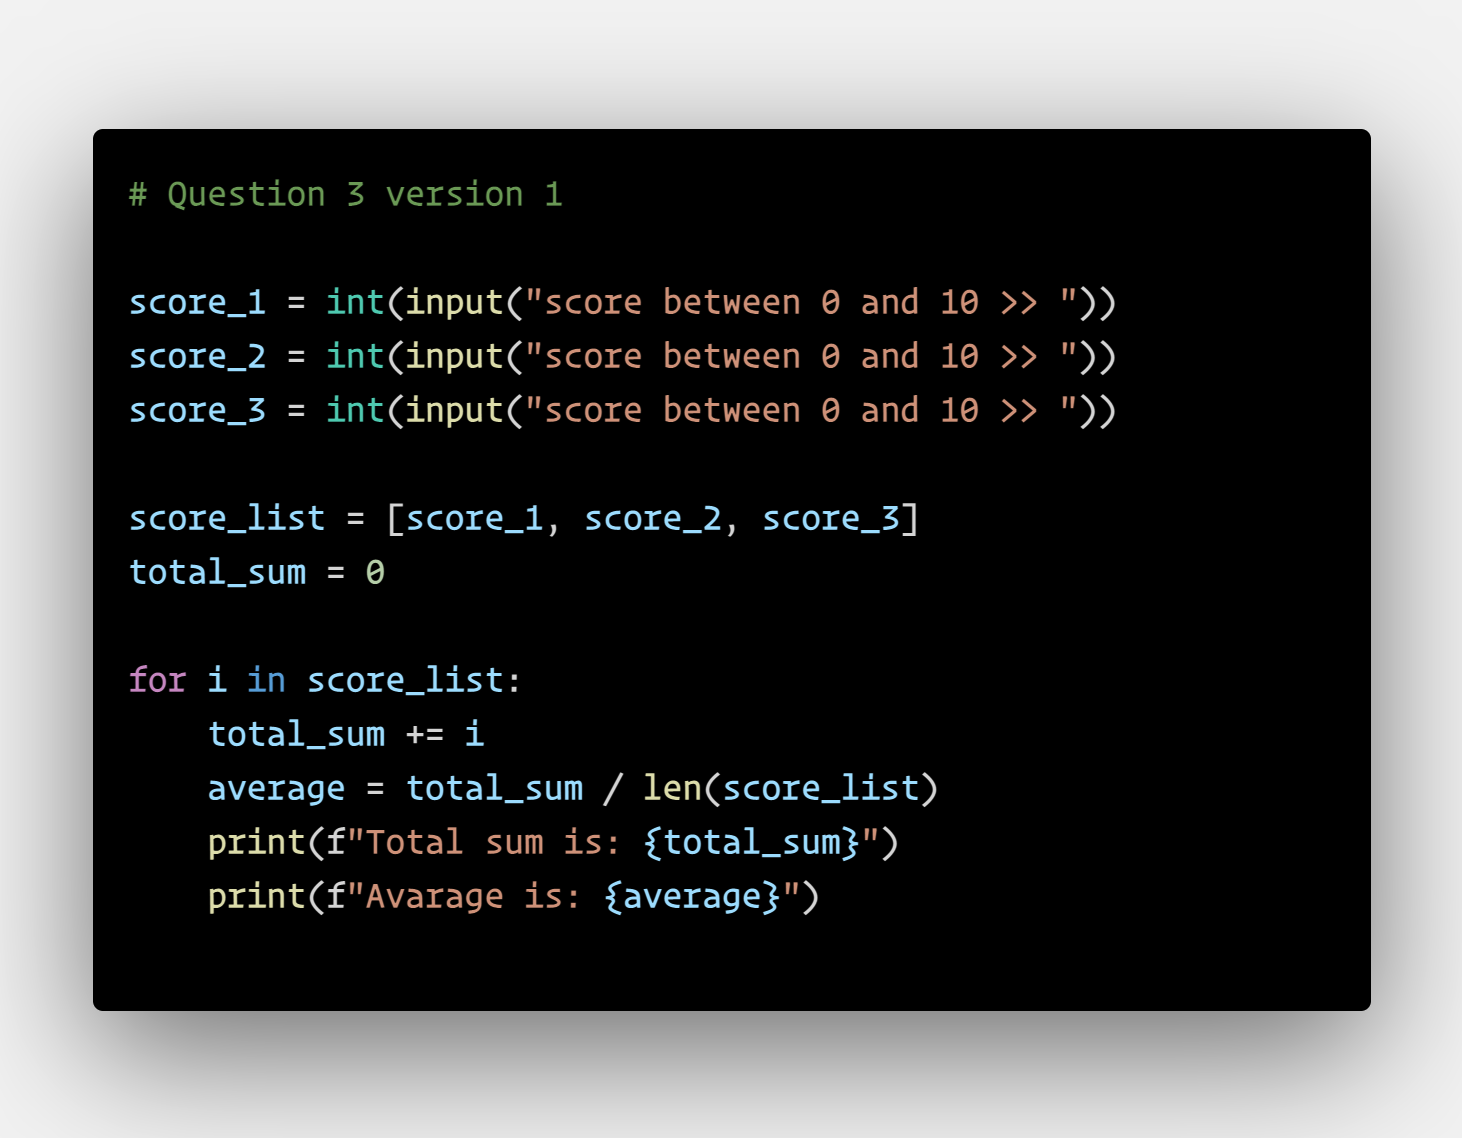 # Question 3 version 1
score_1 = int(input("score between 0 and 10 >> "))
score_2 = int(input("score between 0 and 10 >> "))
score_3 = int(input("score between 0 and 10 >> "))
score_list = [score_1, score_2, score_3]
total_sum = 0
for i in score_list:
    total_sum += i
    average = total_sum / len(score_list)
    print(f"Total sum is: {total_sum}")
    print(f"Avarage is: {average}")